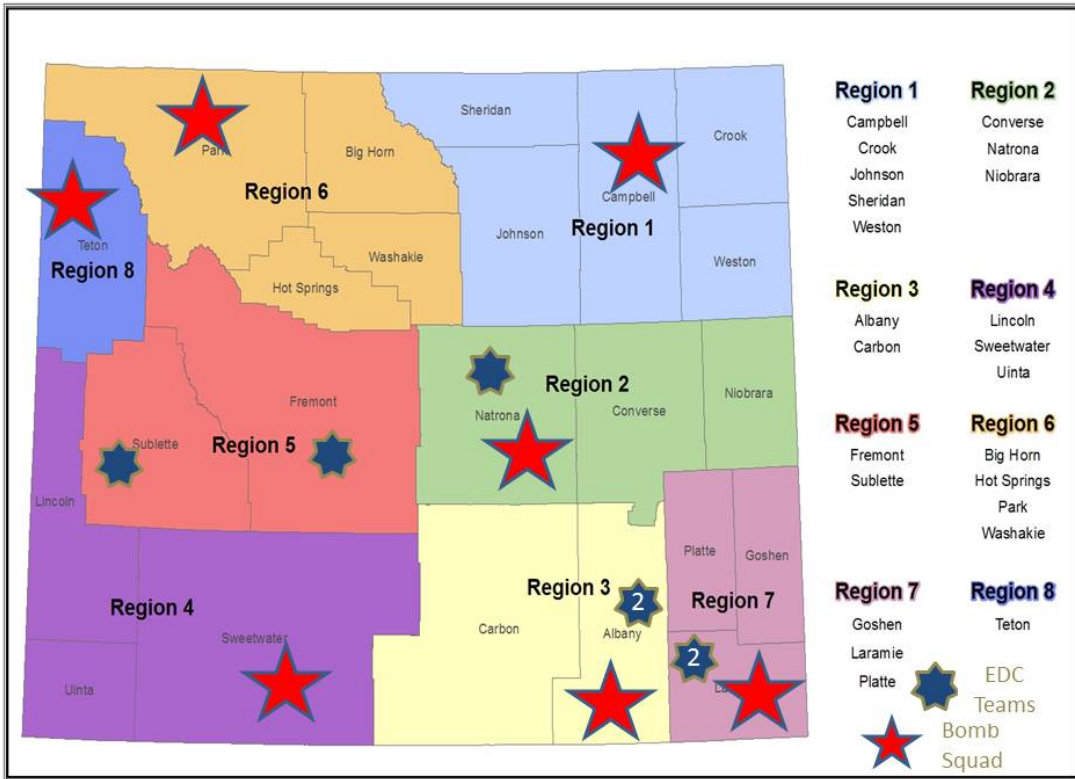 Sheridan
Crook
Park
Big Horn
Region 6
Campbell
Johnson
Region 1
Teton
Region 8
Washakie
Weston
Hot Springs
Region 2
Niobrara
Fremont
Natrona
Converse
Sublette
Region 5
Lincoln
Platte
Goshen
Region 3
2
Region 7
Region 4
Carbon
Albany
Sweetwater
2
Uinta
Region 1
Campbell
Crook
Johnson
Sheridan
Weston
Region 2
Converse
Natrona
Niobrara
Region 3
Albany
Carbon
Region 4
Lincoln
Sweetwater
Uinta
Region 5
Fremont
Sublette
Region 6
Big Horn
Hot Springs
Park
Washakie
Region 7
Goshen
Laramie
Platte
Region 8
Teton
EDC
Teams
Bomb
Squad